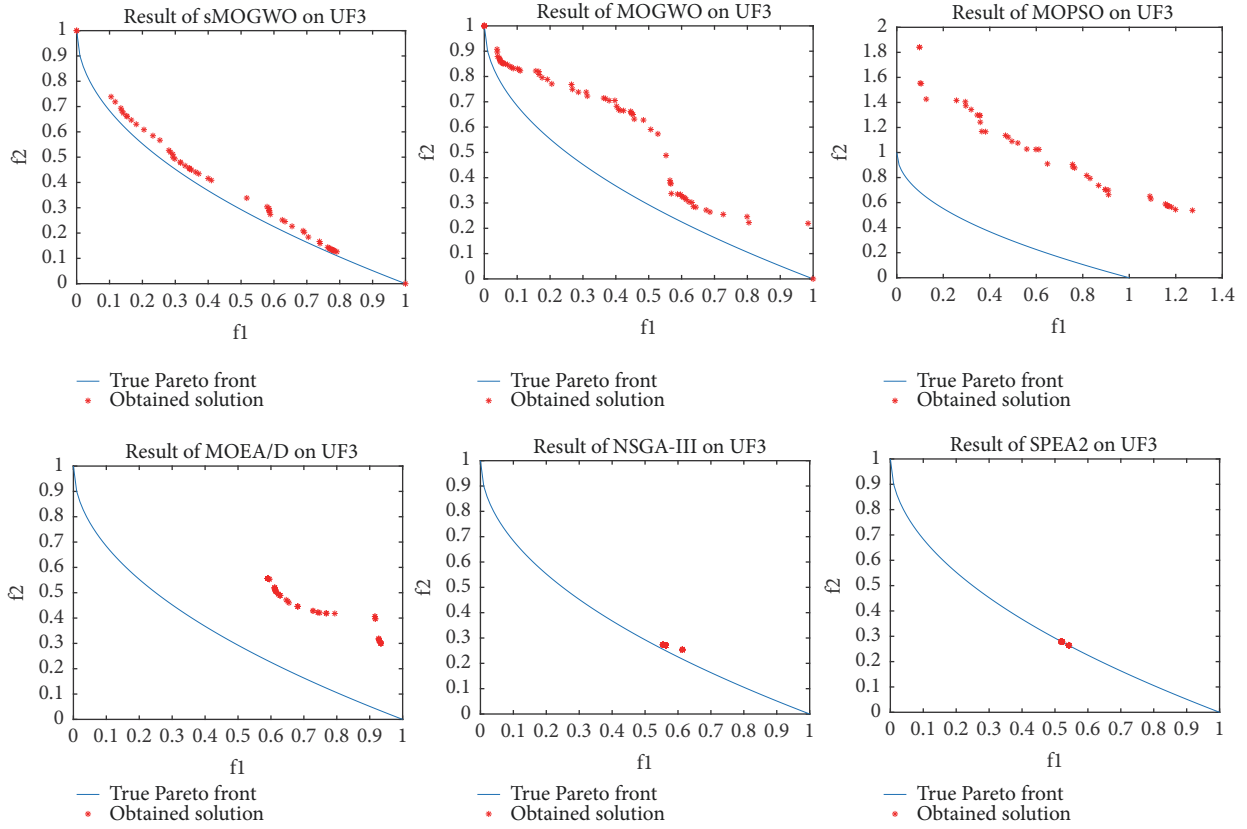 Result of sMOGWO on UF3
1
0.9
0.8
0.7
0.6
0.5
0.4
0.3
0.2
0.1
0
f2
0 0.1 0.2 0.3 0.4 0.5 0.6 0.7 0.8 0.9 1
f1
True Pareto front
Obtained solution
Result of MOGWO on UF3
1
0.9
0.8
0.7
0.6
0.5
0.4
0.3
0.2
0.1
0
f2
0 0.1 0.2 0.3 0.4 0.5 0.6 0.7 0.8 0.9 1
f1
True Pareto front
Obtained solution
Result of MOPSO on UF3
2
1.8
1.6
1.4
1.2
1
0.8
0.6
0.4
0.2
0
f2
0 0.2 0.4 0.6 0.8 1 1.2 1.4
f1
True Pareto front
Obtained solution
Result of MOEA/D on UF3
1
0.9
0.8
0.7
0.6
0.5
0.4
0.3
0.2
0.1
0
f2
0 0.1 0.2 0.3 0.4 0.5 0.6 0.7 0.8 0.9 1
f1
True Pareto front
Obtained solution
Result of NSGA-III on UF3
1
0.9
0.8
0.7
0.6
0.5
0.4
0.3
0.2
0.1
0
f2
0 0.1 0.2 0.3 0.4 0.5 0.6 0.7 0.8 0.9 1
f1
True Pareto front
Obtained solution
Result of SPEA2 on UF3
1
0.9
0.8
0.7
0.6
0.5
0.4
0.3
0.2
0.1
0
f2
0 0.1 0.2 0.3 0.4 0.5 0.6 0.7 0.8 0.9 1
f1
True Pareto front
Obtained solution